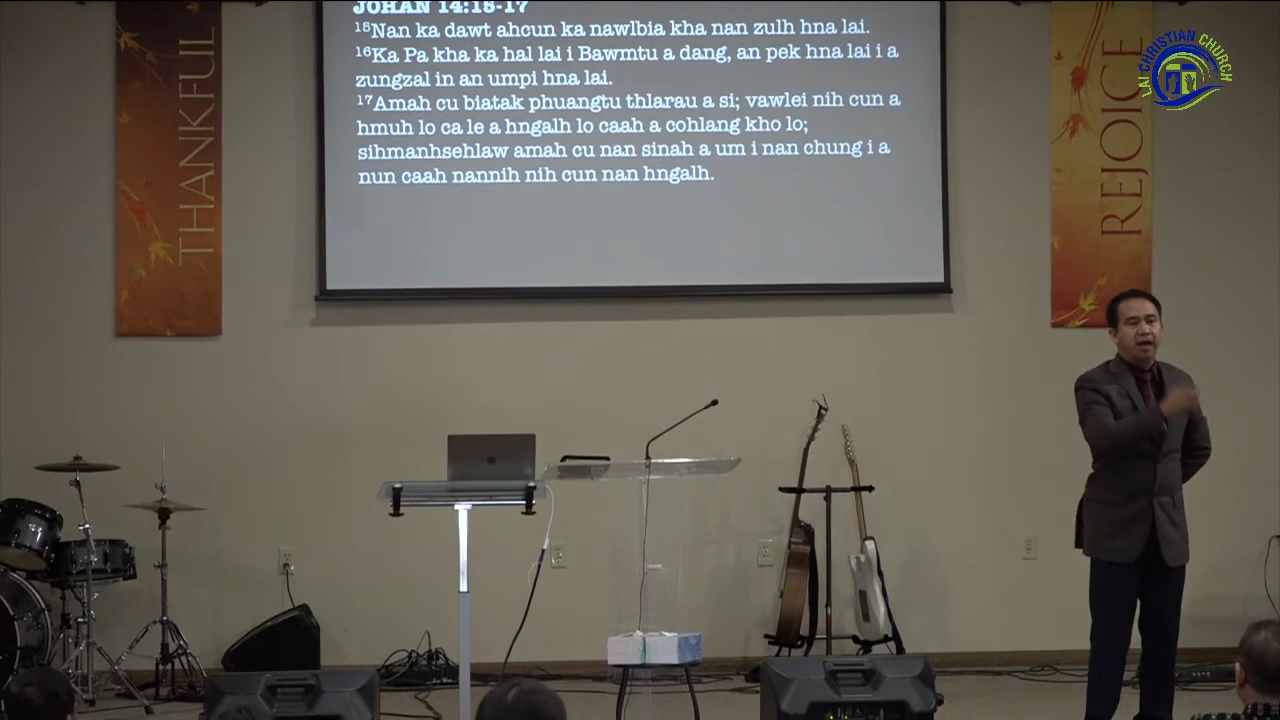 JOHAN 14:15-17
¹⁵Nan ka dawt ahcun ka nawlbia kha nan zulh hna lai.
¹⁶Ka Pa kha ka hal lai i Bawmtu a dang, an pek hna lai i a
zungzal in an umpi hna lai.
¹⁷Amah cu biatak phuangtu thlarau a si; vawlei nih cun a
hmuh lo ca le a hngalh lo caah a cohlang kho lo;
sihmanhsehlaw amah cu nan sinah a um i nan chung i a
nun caah nannih nih cun nan hngalh.
THANKFUL
REJOICE
LAI CHRISTIAN CHURCH